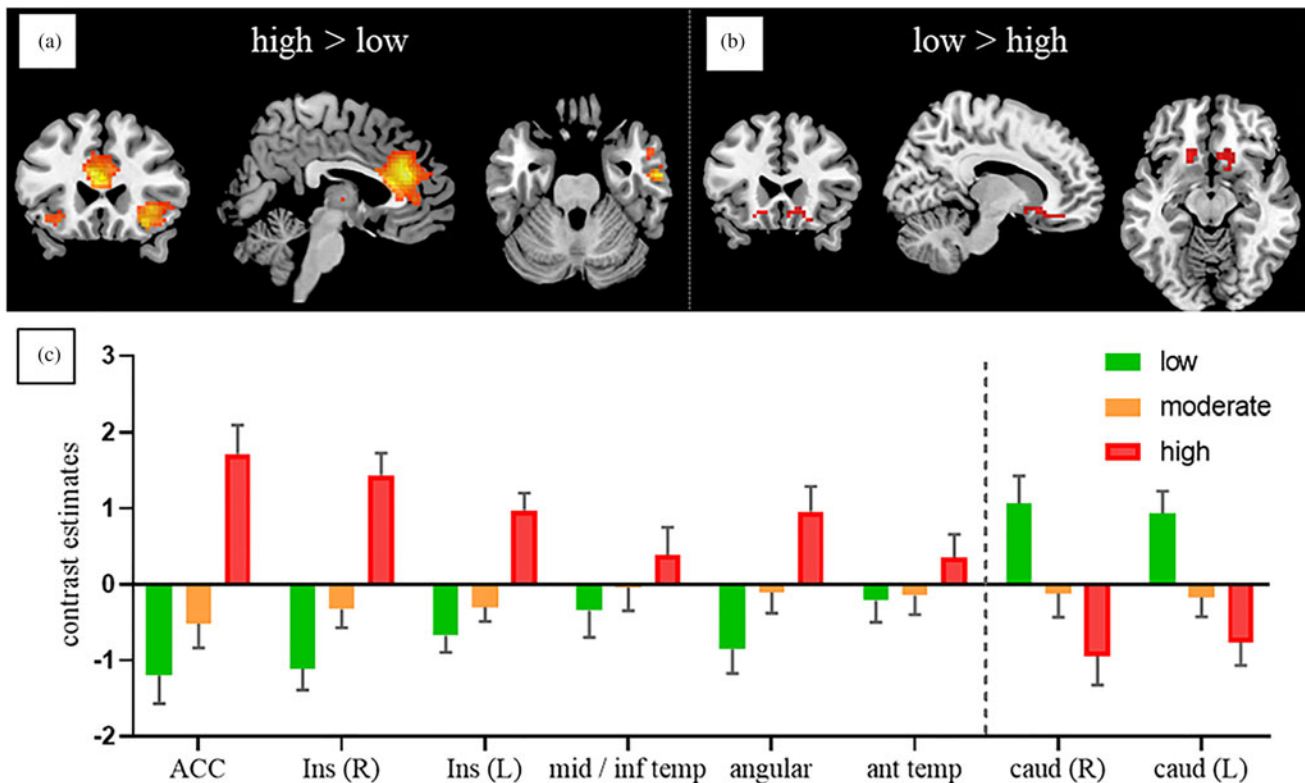 (a)
high > low
(b)
low > high
(c)
3
2
1
0
-1
-2
contrast estimates
low
moderate
high
ACC
Ins (R)
Ins (L)
mid / inf temp
angular
ant temp
caud (R)
caud (L)